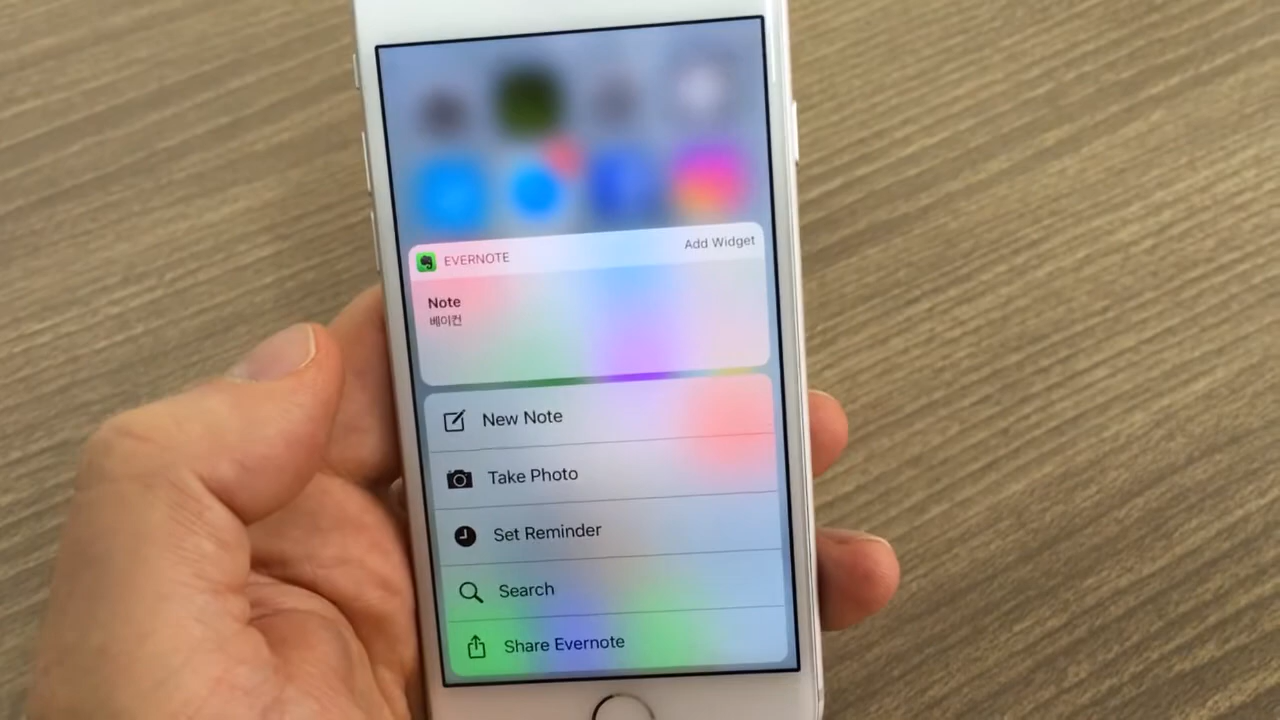 EVERNOTE
Add Widget
Note
베이컨
New Note
Take Photo
Set Reminder
Search
Share Evernote